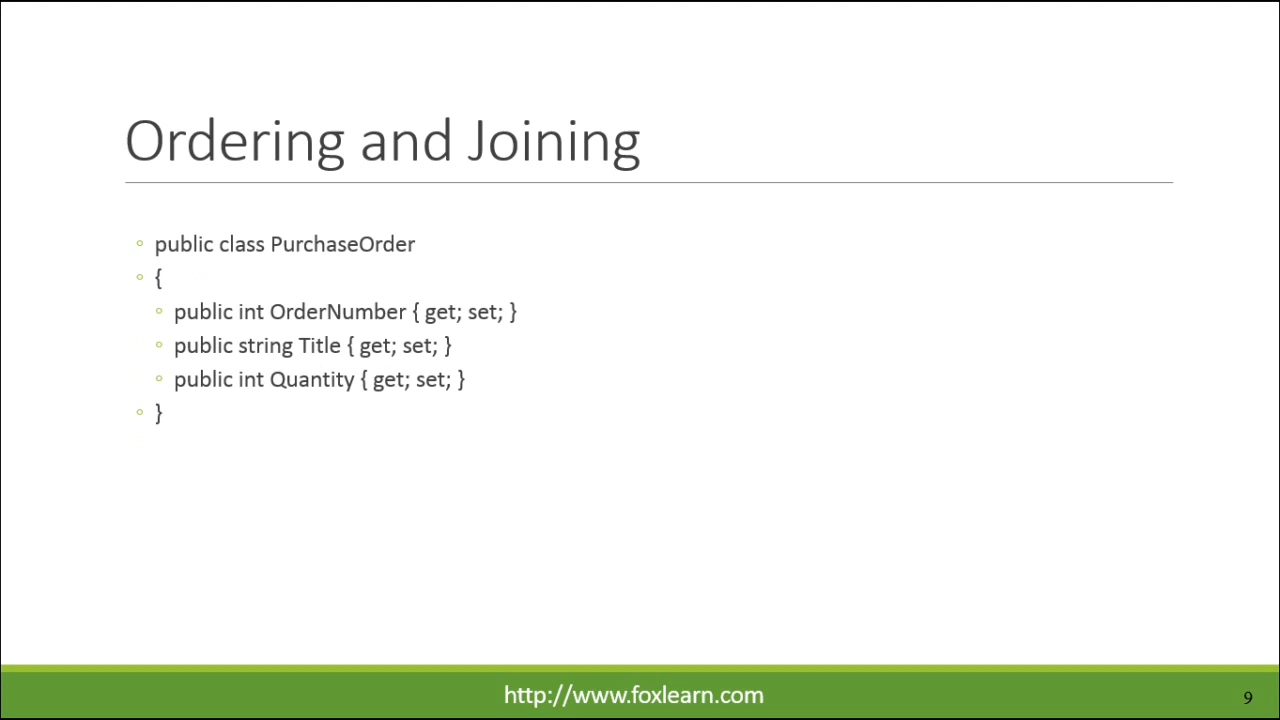 Ordering and Joining
public class PurchaseOrder
{
public int OrderNumber { get; set; }
public string Title { get; set; }
public int Quantity { get; set; }
}
http://www.foxlearn.com
9